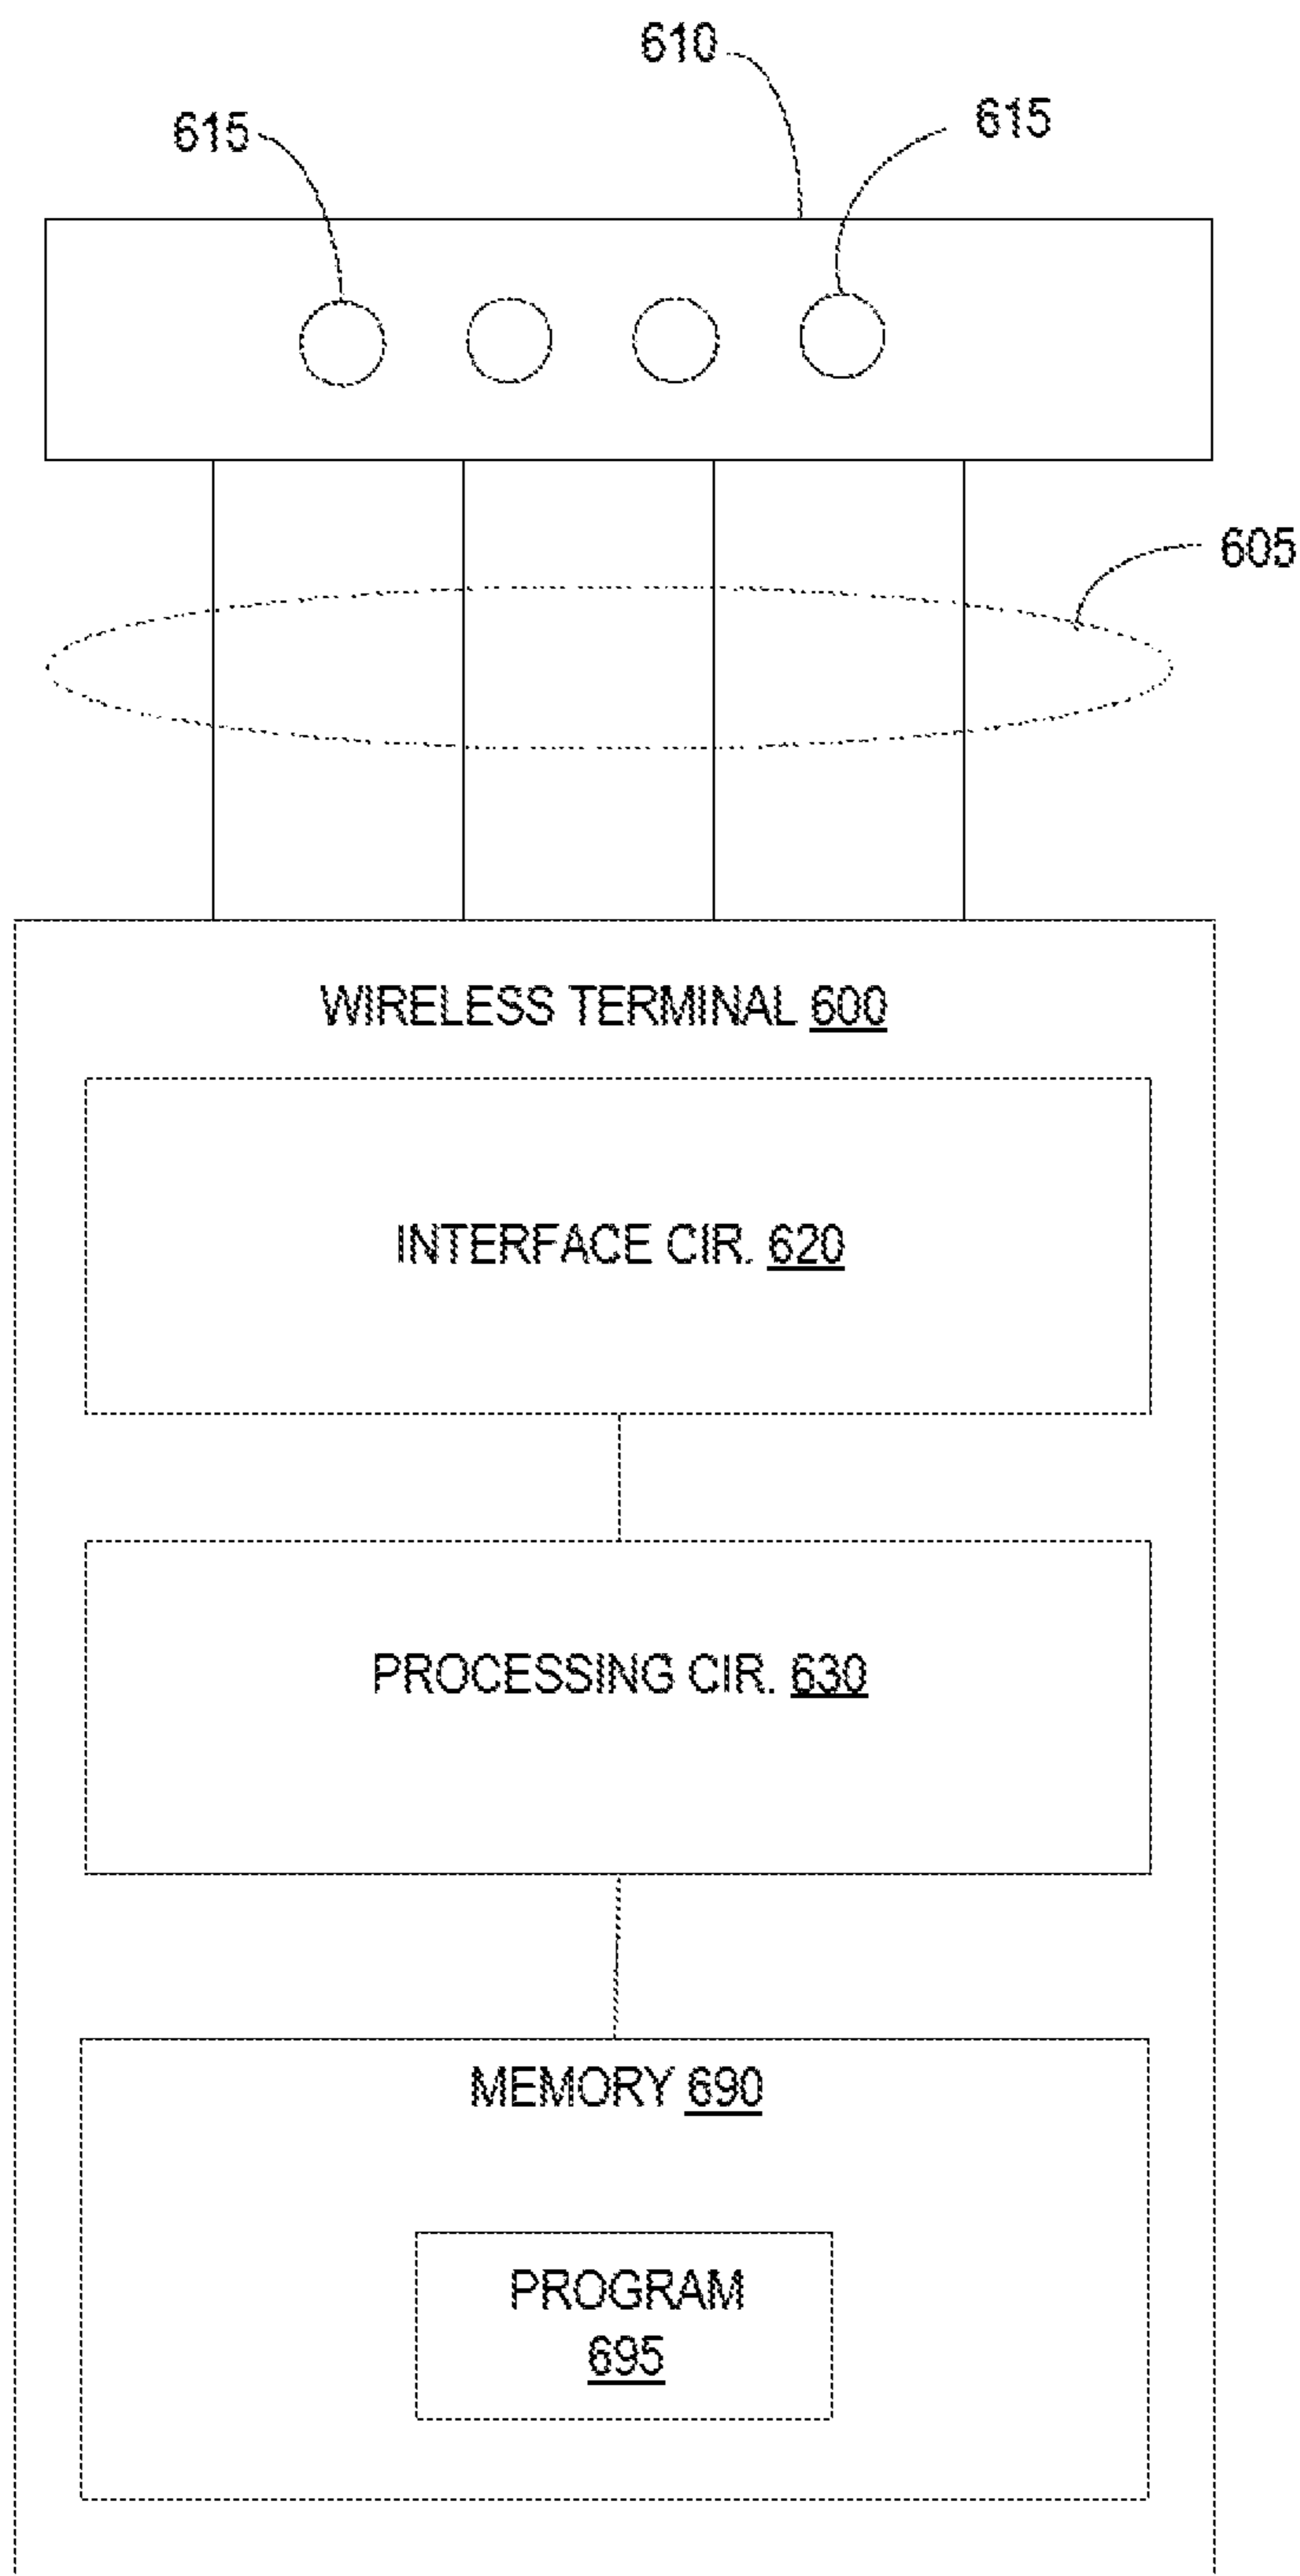 610
615
615
605
WIRELESS TERMINAL 600
INTERFACE CIR. 620
PROCESSING CIR. 630
MEMORY 690
PROGRAM
695